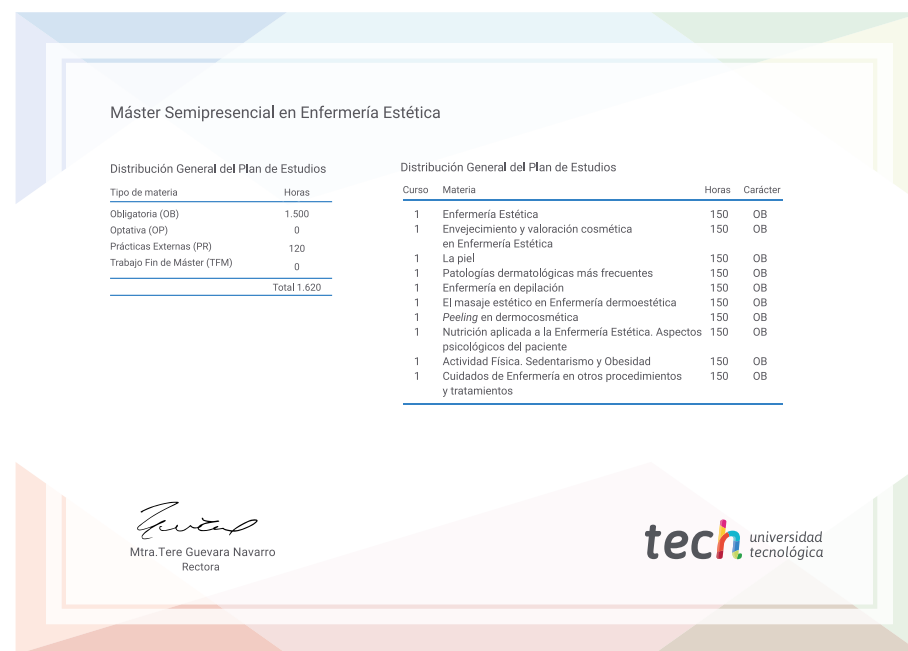 Máster Semipresencial en Enfermería Estética
Distribución General del Plan de Estudios
Tipo de materia Horas
Obligatoria (OB) 1.500
Optativa (OP) 0
Prácticas Externas (PR) 120
Trabajo Fin de Máster (TFM) 0
Total 1.620
Distribución General del Plan de Estudios
Curso Materia Horas Carácter
1 Enfermería Estética 150 OB
1 Envejecimiento y valoración cosmética 150 OB
en Enfermería Estética
1 La piel 150 OB
1 Patologías dermatológicas más frecuentes 150 OB
1 Enfermería en depilación 150 OB
1 El masaje estético en Enfermería dermoestética 150 OB
1 Peeling en dermocosmética 150 OB
1 Nutrición aplicada a la Enfermería Estética. Aspectos 150 OB
psicológicos del paciente
1 Actividad Física. Sedentarismo y Obesidad 150 OB
1 Cuidados de Enfermería en otros procedimientos 150 OB
y tratamientos
Mtra.Tere Guevara Navarro
Rectora
tech universidad
tecnológica